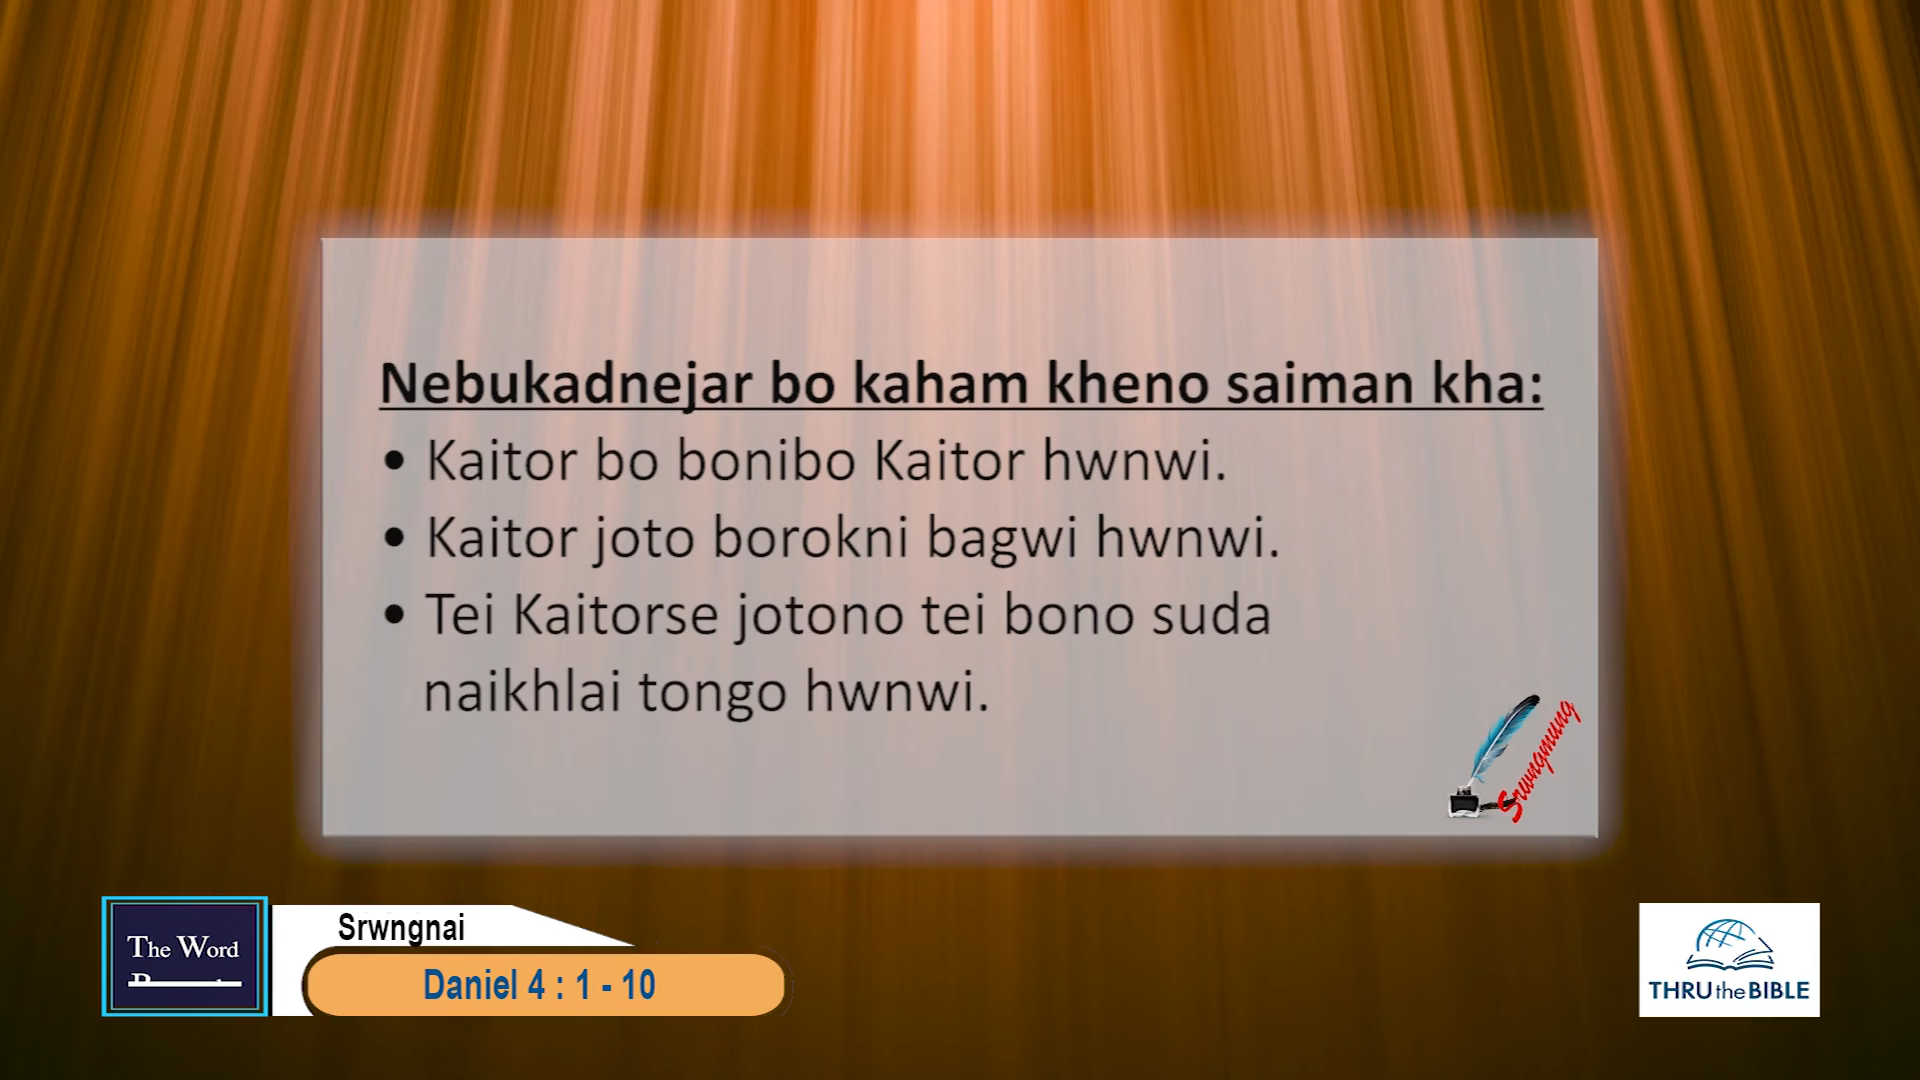 Nebukadnejar bo kaham kheno saiman kha:
• Kaitor bo bonibo Kaitor hwnwi.
• Kaitor joto borokni bagwi hwnwi.
• Tei Kaitorse jotono tei bono suda
naikhlai tongo hwnwi.
Srwngmung
The Word
Srwngnai
Daniel 4 : 1 - 10
THRU the BIBLE